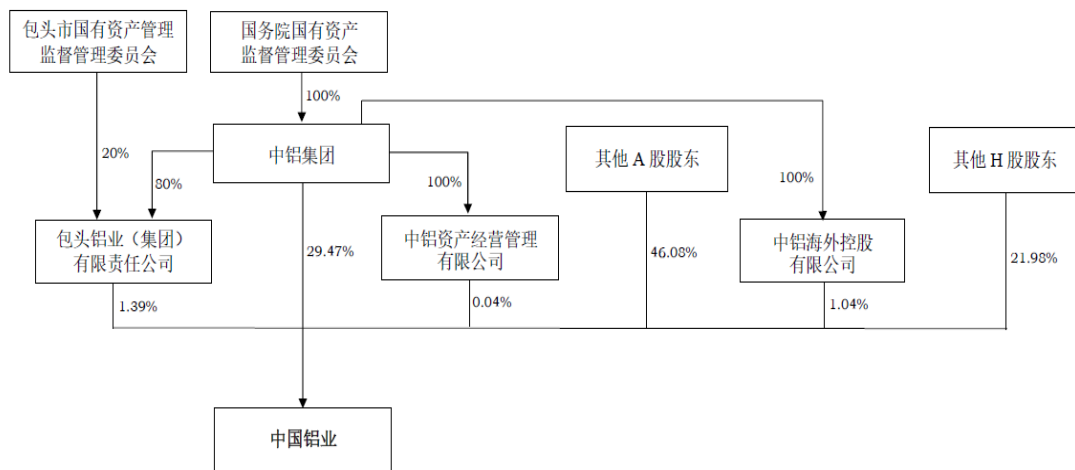 包头市国有资产管理
监督管理委员会
国务院国有资产
监督管理委员会
100%
中铝集团
其他 A 股股东
其他 H 股股东
20%
80%
100%
100%
包头铝业（集团）
有限责任公司
29.47%
中铝资产经营管理
有限公司
46.08%
中铝海外控股
有限公司
21.98%
1.39%
0.04%
1.04%
中国铝业